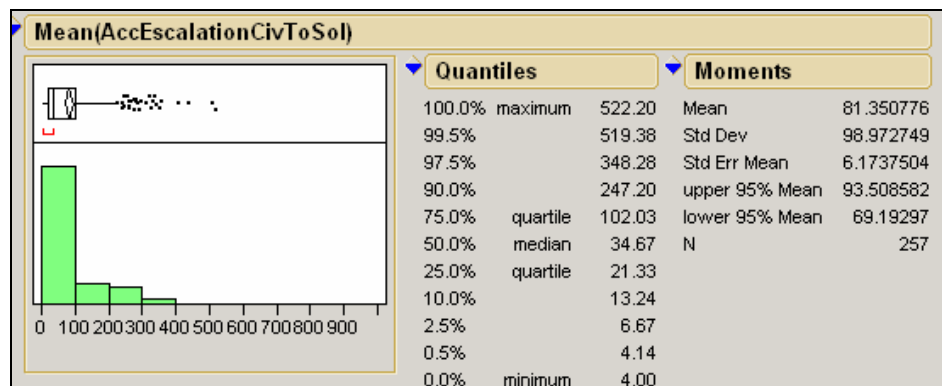 Mean(AccEscalationCivToSol)
Quantiles
100.0% maximum 522.20
99.5% 519.38
97.5% 348.28
90.0% 247.20
75.0% quartile 102.03
50.0% median 34.67
25.0% quartile 21.33
10.0% 13.24
2.5% 6.67
0.5% 4.14
0.0% minimum 4.00
Moments
Mean 81.350776
Std Dev 98.972749
Std Err Mean 6.1737504
upper 95% Mean 93.508582
lower 95% Mean 69.19297
N 257
0 100 200 300 400 500 600 700 800 900